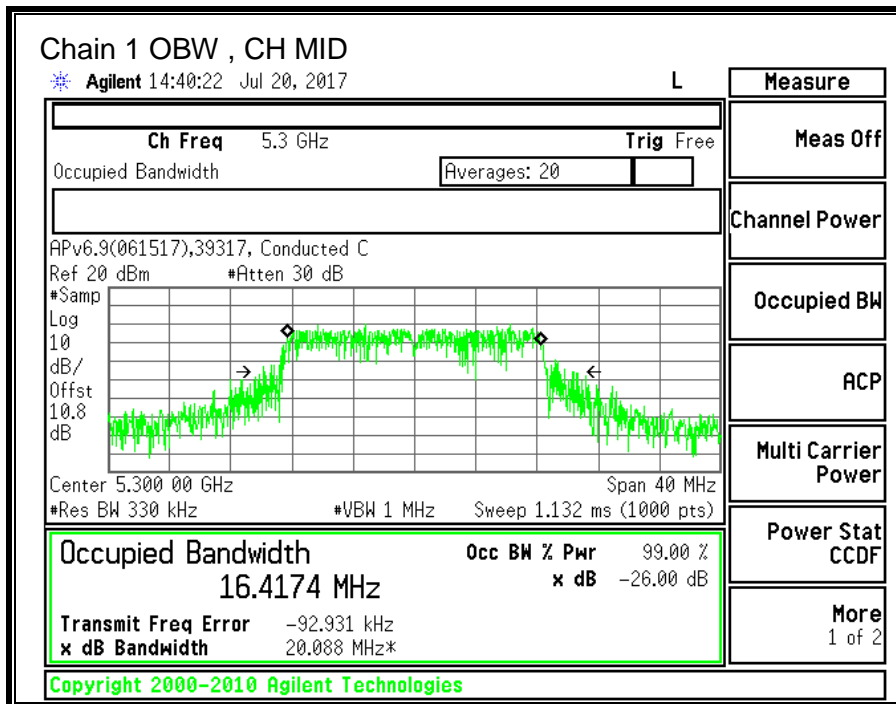 Chain 1 OBW , CH MID
Agilent 14:40:22 Jul 20, 2017 L
Measure
Ch Freq 5.3 GHz Trig Free
Meas Off
Occupied Bandwidth Averages: 20
Channel Power
APv6.9(061517),39317, Conducted C
Ref 20 dBm #Atten 30 dB
Occupied BW
#Samp
Log
10
dB/
Offst
10.8
dB
ACP
Multi Carrier
Power
Center 5.300 00 GHz Span 40 MHz
#Res BW 330 kHz #VBW 1 MHz Sweep 1.132 ms (1000 pts)
Occupied Bandwidth Occ BW % Pwr 99.00 %
16.4174 MHz x dB -26.00 dB
Power Stat
CCDF
Transmit Freq Error -92.931 kHz
x dB Bandwidth 20.088 MHz*
More
1 of 2
Copyright 2000-2010 Agilent Technologies